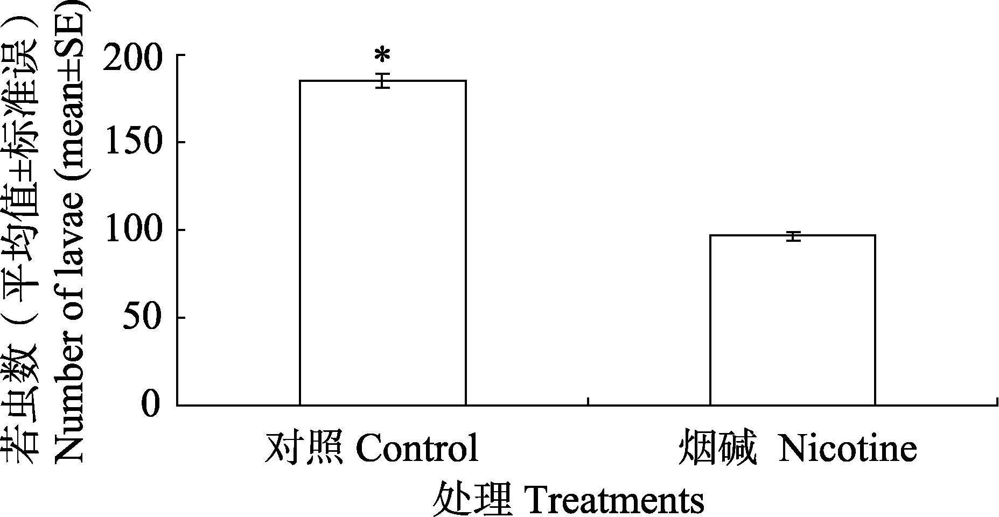 若虫数（平均值±标准误）
Number of lavae (mean±SE)
200
150
100
50
0
*
对照 Control
烟碱 Nicotine
处理 Treatments